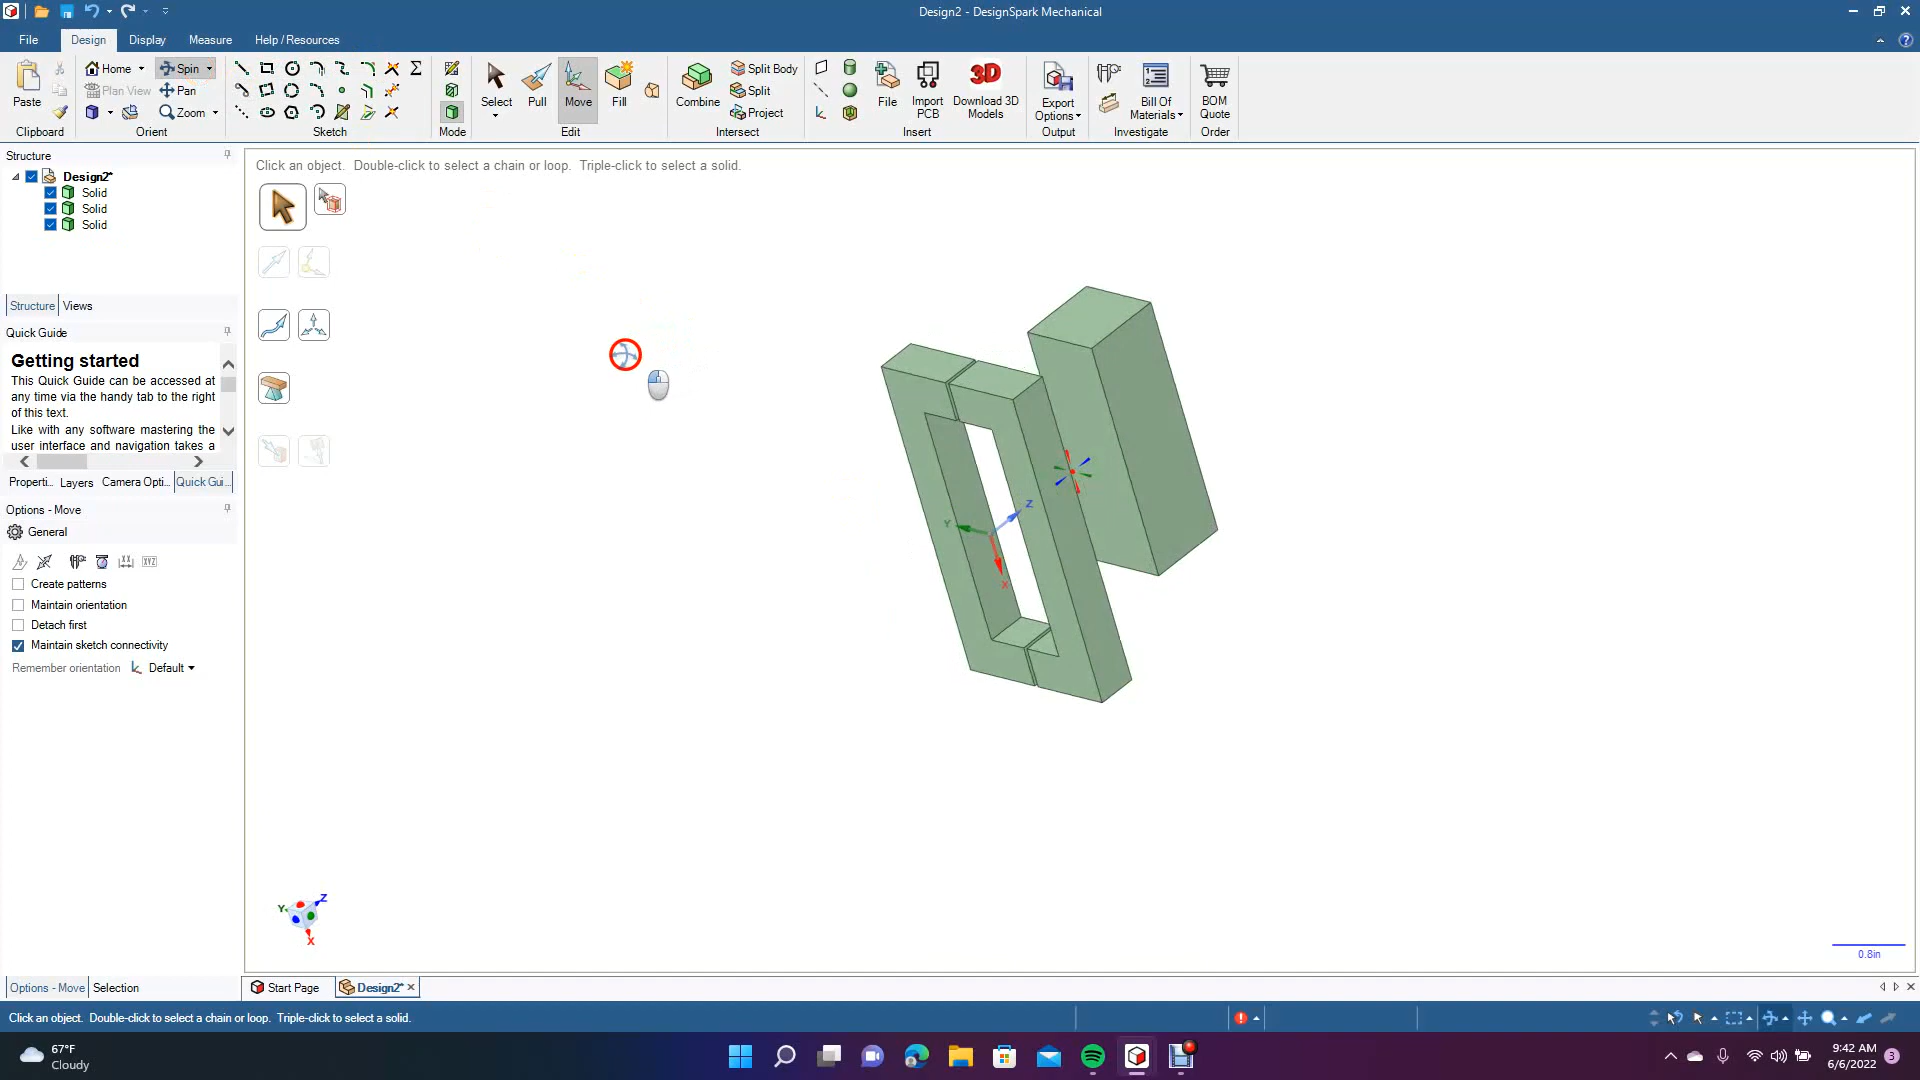 Design2 - DesignSpark Mechanical
File
Design
Display
Measure
Help / Resources
Paste
Clipboard
Home
Spin
Plan View
Pan
Zoom
Orient
Sketch
Mode
Select
Pull
Move
Fill
Edit
Combine
Split Body
Split
Project
Intersect
File
Import PCB
3D
Download 3D Models
Insert
Export Options
Output
Bill Of Materials
Investigate
BOM Quote
Order
Structure
Design2*
Solid
Solid
Solid
Structure
Views
Quick Guide
Getting started
This Quick Guide can be accessed at
any time via the handy tab to the right
of this text.
Like with any software mastering the
user interface and navigation takes a
Properti...
Layers
Camera Opti...
Quick Gui...
Options - Move
General
XYZ
Create patterns
Maintain orientation
Detach first
Maintain sketch connectivity
Remember orientation
Default
Options - Move
Selection
Click an object.  Double-click to select a chain or loop.  Triple-click to select a solid.
Y
Z
X
Y
Z
X
0.8in
Start Page
Design2*
Click an object.  Double-click to select a chain or loop.  Triple-click to select a solid.
67°F
Cloudy
9:42 AM
6/6/2022
3